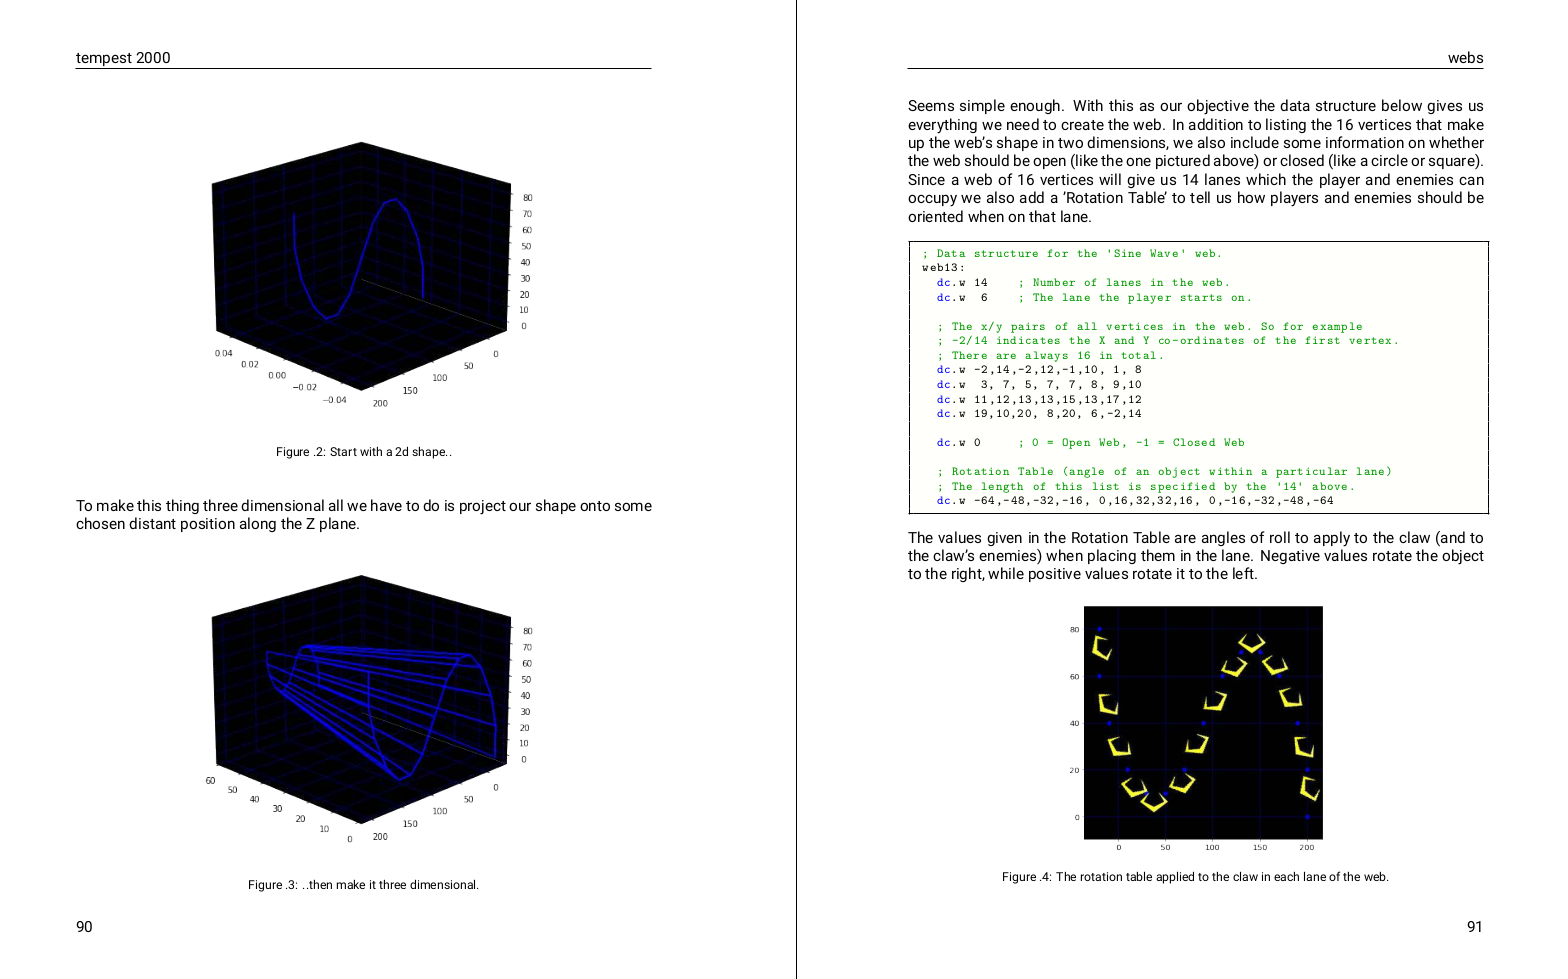 tempest 2000
80
70
60
50
40
30
20
10
0
0.04
0.02
0.00
−0.02
−0.04
0
50
100
150
200
Figure .2: Start with a 2d shape..
To make this thing three dimensional all we have to do is project our shape onto some
chosen distant position along the Z plane.
80
70
60
50
40
30
20
10
0
60
50
40
30
20
10
0
0
50
100
150
200
Figure .3: ..then make it three dimensional.
90
webs
Seems simple enough. With this as our objective the data structure below gives us
everything we need to create the web. In addition to listing the 16 vertices that make
up the web's shape in two dimensions, we also include some information on whether
the web should be open (like the one pictured above) or closed (like a circle or square).
Since a web of 16 vertices will give us 14 lanes which the player and enemies can
occupy we also add a 'Rotation Table' to tell us how players and enemies should be
oriented when on that lane.
; Data structure for the 'Sine Wave' web.
web13:
dc.w 14 ; Number of lanes in the web.
dc.w 6 ; The lane the player starts on.
; The x/y pairs of all vertices in the web. So for example
; -2/14 indicates the X and Y co-ordinates of the first vertex.
; There are always 16 in total.
dc.w -2,14,-2,12,-1,10, 1, 8
dc.w 3, 7, 5, 7, 7, 8, 9,10
dc.w 11,12,13,13,15,13,17,12
dc.w 19,10,20, 8,20, 6,-2,14
dc.w 0 ; 0 = Open Web, -1 = Closed Web
; Rotation Table (angle of an object within a particular lane)
; The length of this list is specified by the '14' above.
dc.w -64,-48,-32,-16, 0,16,32,32,16, 0,-16,-32,-48,-64
The values given in the Rotation Table are angles of roll to apply to the claw (and to
the claw's enemies) when placing them in the lane. Negative values rotate the object
to the right, while positive values rotate it to the left.
80
60
40
20
0
0
50
100
150
200
Figure .4: The rotation table applied to the claw in each lane of the web.
91